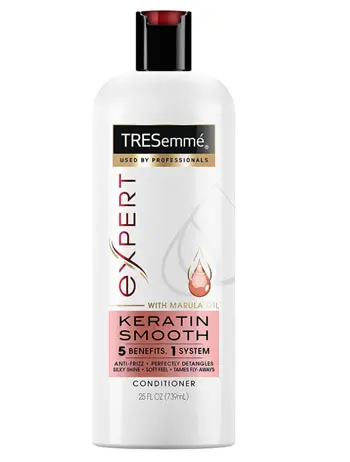 TRESemmé®
USED BY PROFESSIONALS
EXPERT
WITH MARULA OIL
KERATIN
SMOOTH
5 BENEFITS. 1 SYSTEM
ANTI-FRIZZ • PERFECTLY DETANGLES
SILKY SHINE • SOFT FEEL • TAMES FLY-AWAYS
CONDITIONER
25 FL OZ (739mL)